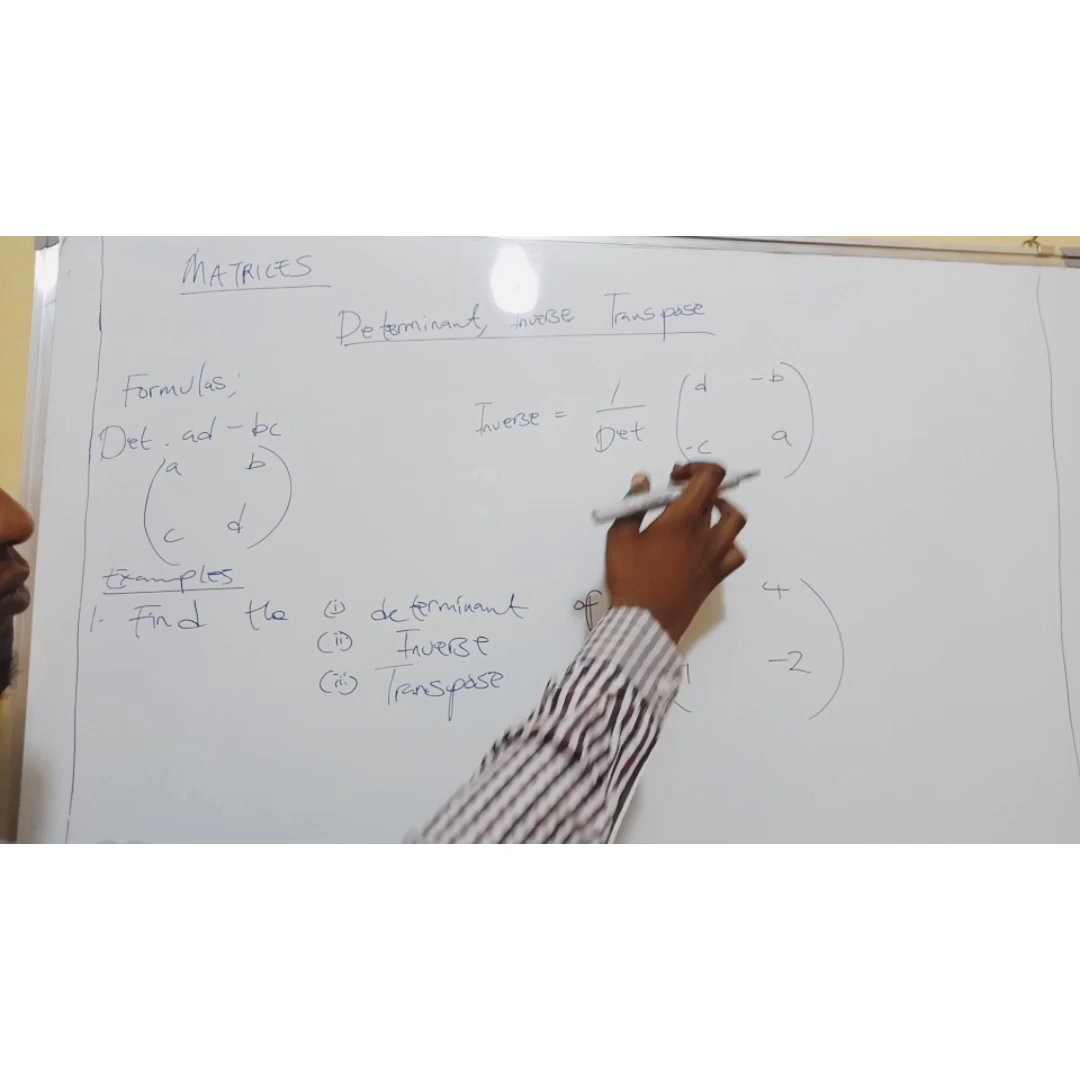 MATRICES
Determinant, Inverse Transpose
Formulas;
Det. ad - bc
(a b)
(c d)
Inverse = 1/Det (d -b)
(-c a)
Examples
1. Find the (i) determinant of
(ii) Inverse
(iii) Transpose
4
-2